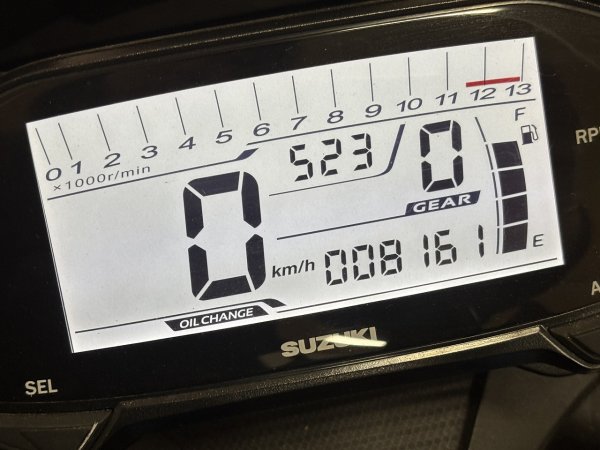 0 1 2 3 4 5 6 7 8 9 10 11 12 13
×1000r/min
F
523
0
GEAR
0 km/h
008161
E
OIL CHANGE
SUZUKI
SEL